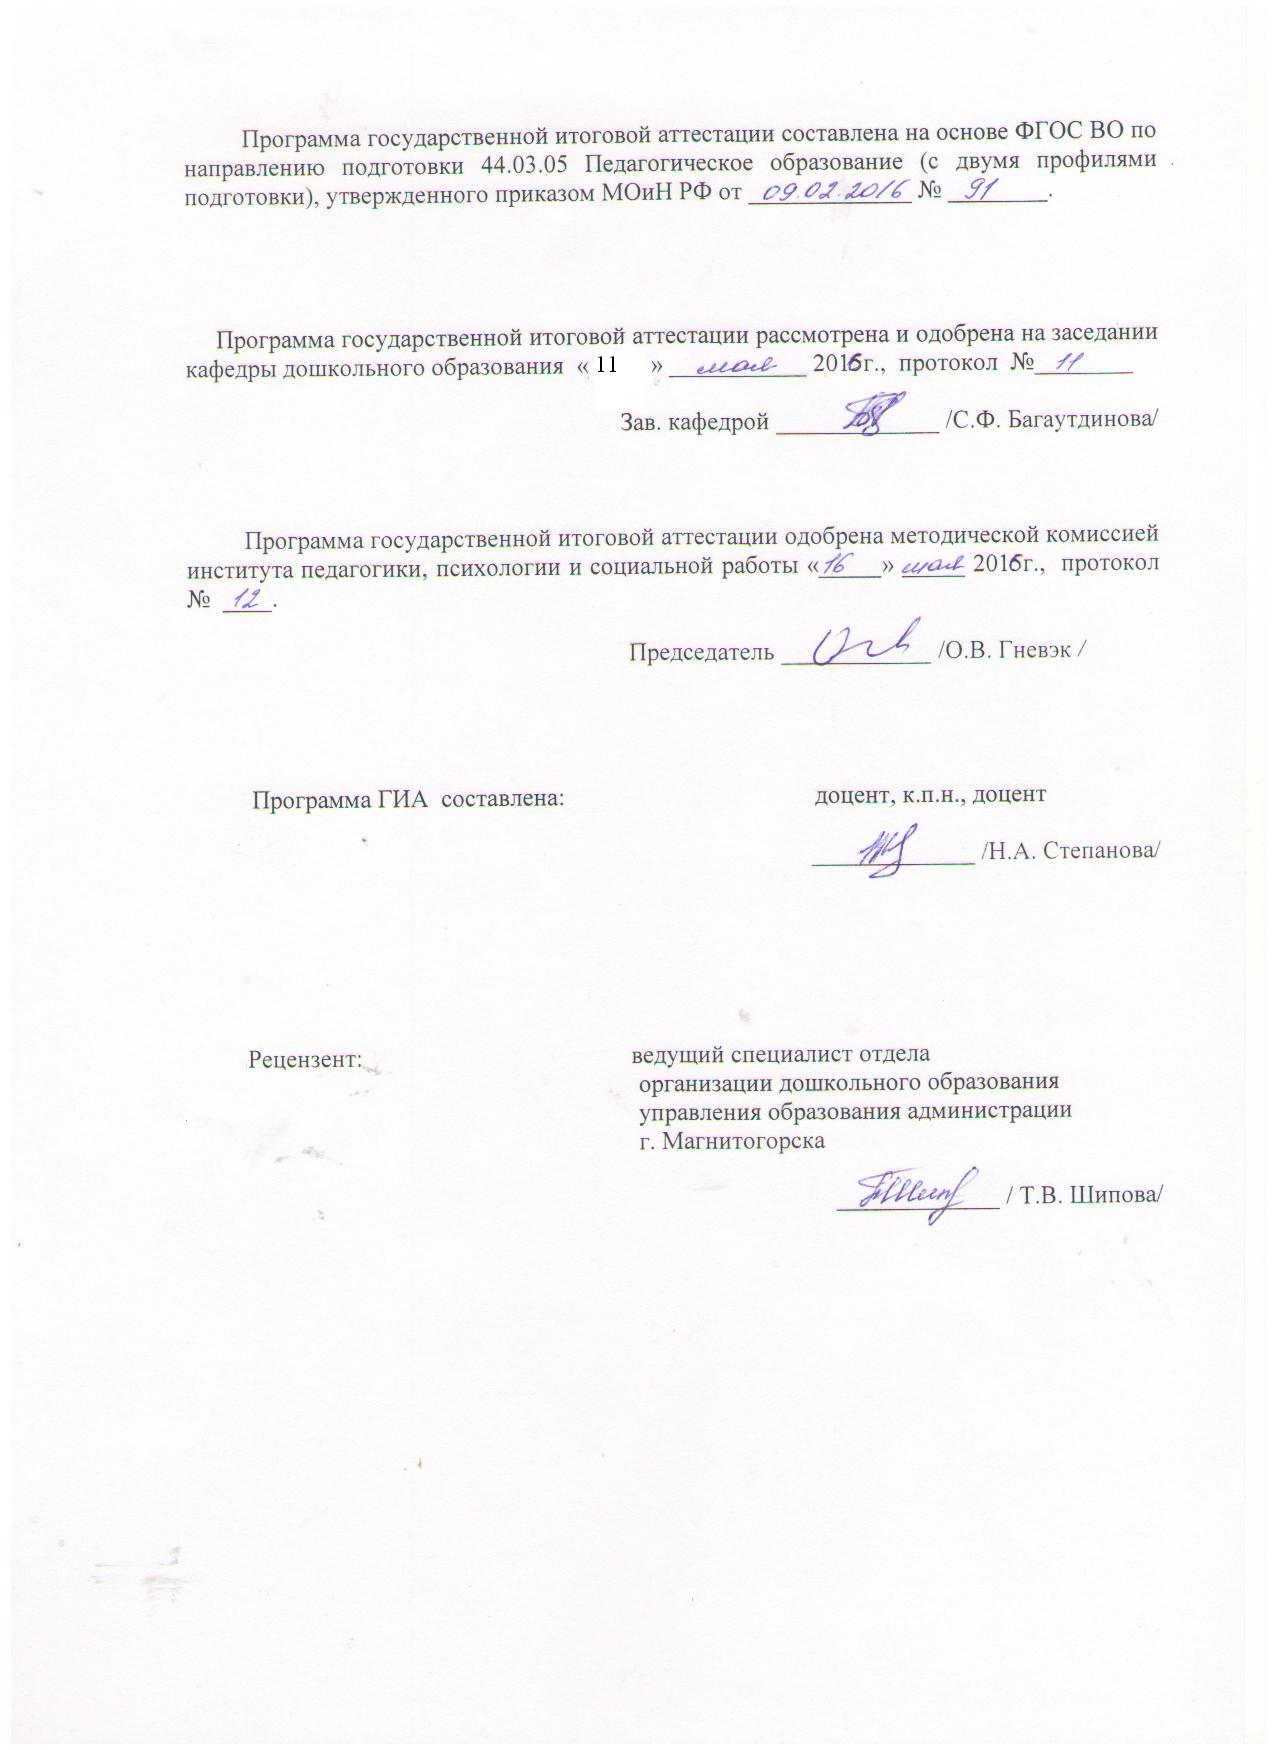 Программа государственной итоговой аттестации составлена на основе ФГОС ВО по
направлению подготовки 44.03.05 Педагогическое образование (с двумя профилями
подготовки), утвержденного приказом МОиН РФ от 09.02.2016 № 91.
Программа государственной итоговой аттестации рассмотрена и одобрена на заседании
кафедры дошкольного образования « 11 » мая 2016г., протокол № 11
Зав. кафедрой /С.Ф. Багаутдинова/
Программа государственной итоговой аттестации одобрена методической комиссией
института педагогики, психологии и социальной работы «16» мая 2016г., протокол
№ 12.
Председатель /О.В. Гневэк /
Программа ГИА составлена: доцент, к.п.н., доцент
/Н.А. Степанова/
Рецензент: ведущий специалист отдела
организации дошкольного образования
управления образования администрации
г. Магнитогорска
/ Т.В. Шипова/